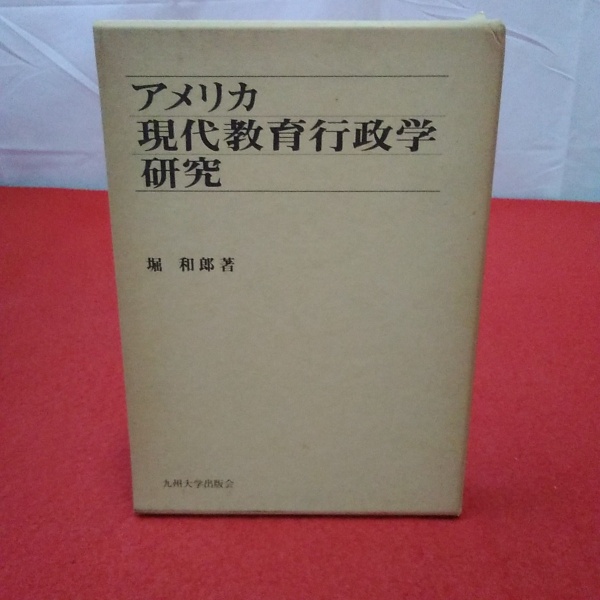 アメリカ
現代教育行政学
研究
堀 和郎著
九州大学出版会